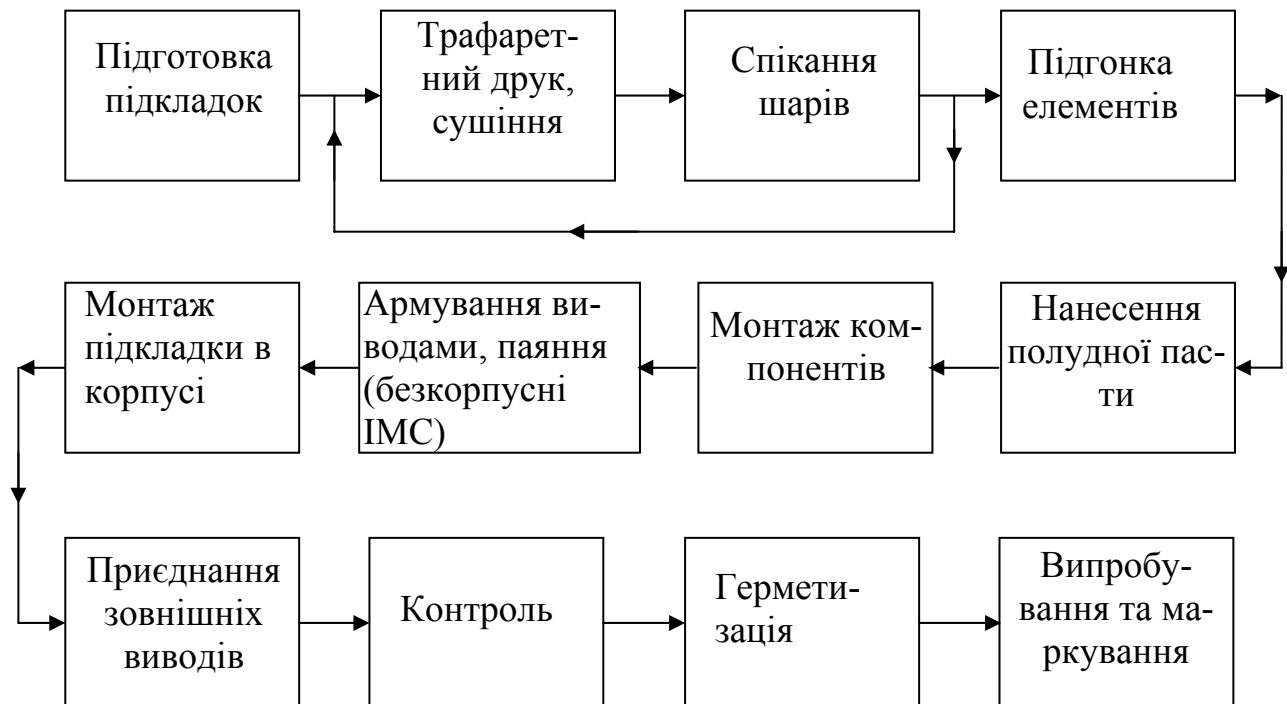 Підготовка
підкладок
Трафарет-
ний друк,
сушіння
Спікання
шарів
Підгонка
елементів
Монтаж
підкладки в
корпусі
Армування ви-
водами, паяння
(безкорпусні
ІМС)
Монтаж ком-
понентів
Нанесення
полудної пас-
ти
Приєднання
зовнішніх
виводів
Контроль
Гермети-
зація
Випробу-
вання та ма-
ркування